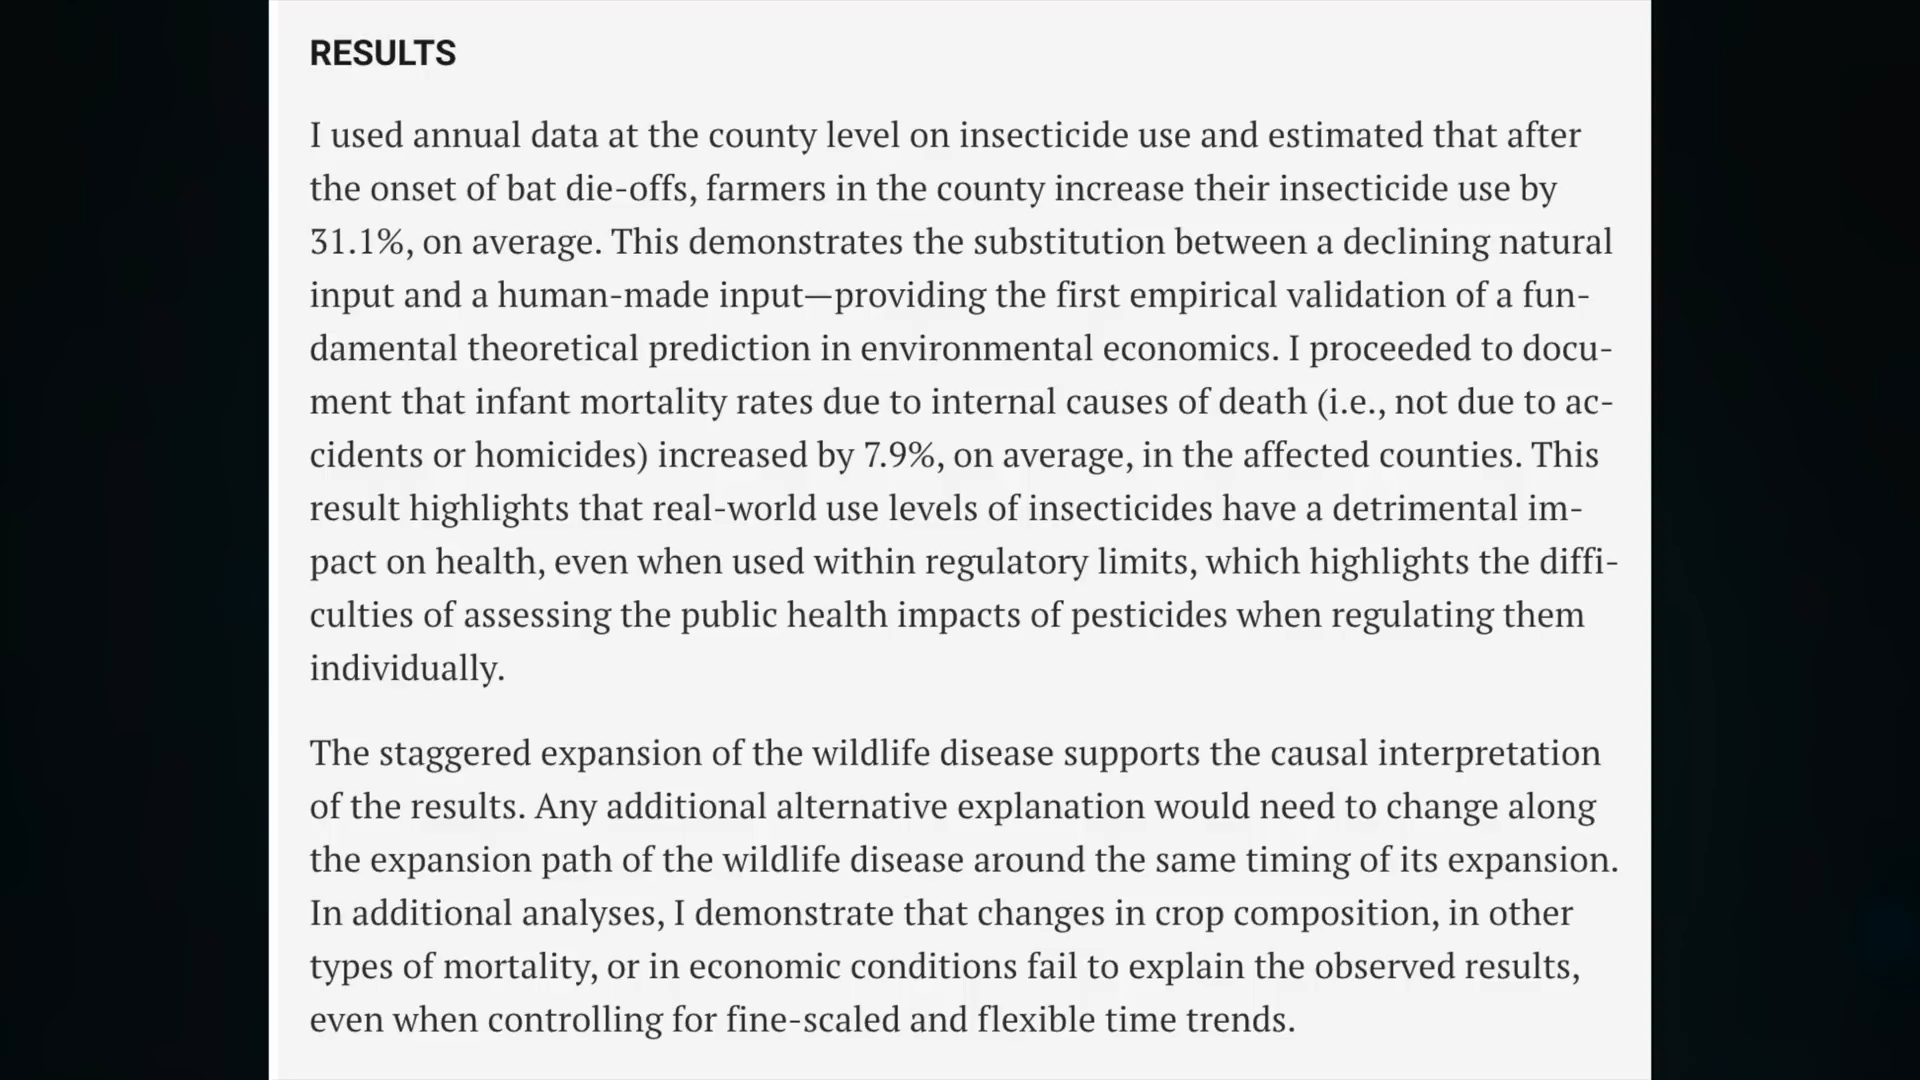 RESULTS
I used annual data at the county level on insecticide use and estimated that after
the onset of bat die-offs, farmers in the county increase their insecticide use by
31.1%, on average. This demonstrates the substitution between a declining natural
input and a human-made input—providing the first empirical validation of a fun-
damental theoretical prediction in environmental economics. I proceeded to docu-
ment that infant mortality rates due to internal causes of death (i.e., not due to ac-
cidents or homicides) increased by 7.9%, on average, in the affected counties. This
result highlights that real-world use levels of insecticides have a detrimental im-
pact on health, even when used within regulatory limits, which highlights the diffi-
culties of assessing the public health impacts of pesticides when regulating them
individually.
The staggered expansion of the wildlife disease supports the causal interpretation
of the results. Any additional alternative explanation would need to change along
the expansion path of the wildlife disease around the same timing of its expansion.
In additional analyses, I demonstrate that changes in crop composition, in other
types of mortality, or in economic conditions fail to explain the observed results,
even when controlling for fine-scaled and flexible time trends.